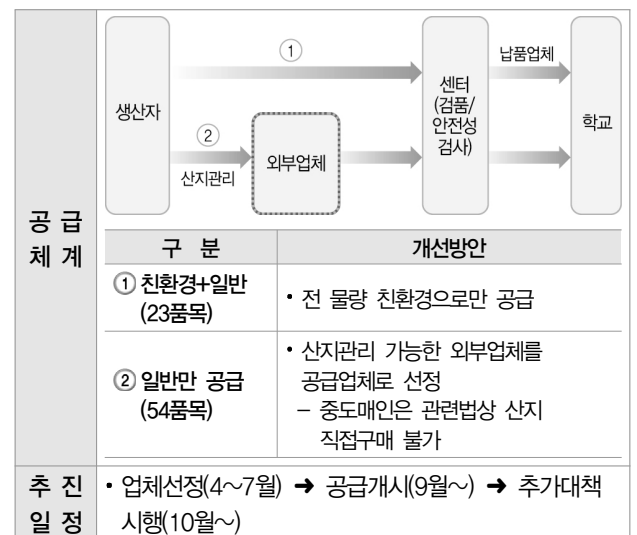 공 급
체 계
생산자
①
②
산지관리
외부업체
센터
(검품/
안전성
검사)
납품업체
학교
구 분
개선방안
① 친환경+일반
(23품목)
• 전 물량 친환경으로만 공급
② 일반만 공급
(54품목)
• 산지관리 가능한 외부업체를
공급업체로 선정
– 중도매인은 관련법상 산지
직접구매 불가
추 진
일 정
• 업체선정(4～7월) ➔ 공급개시(9월～) ➔ 추가대책
시행(10월～)